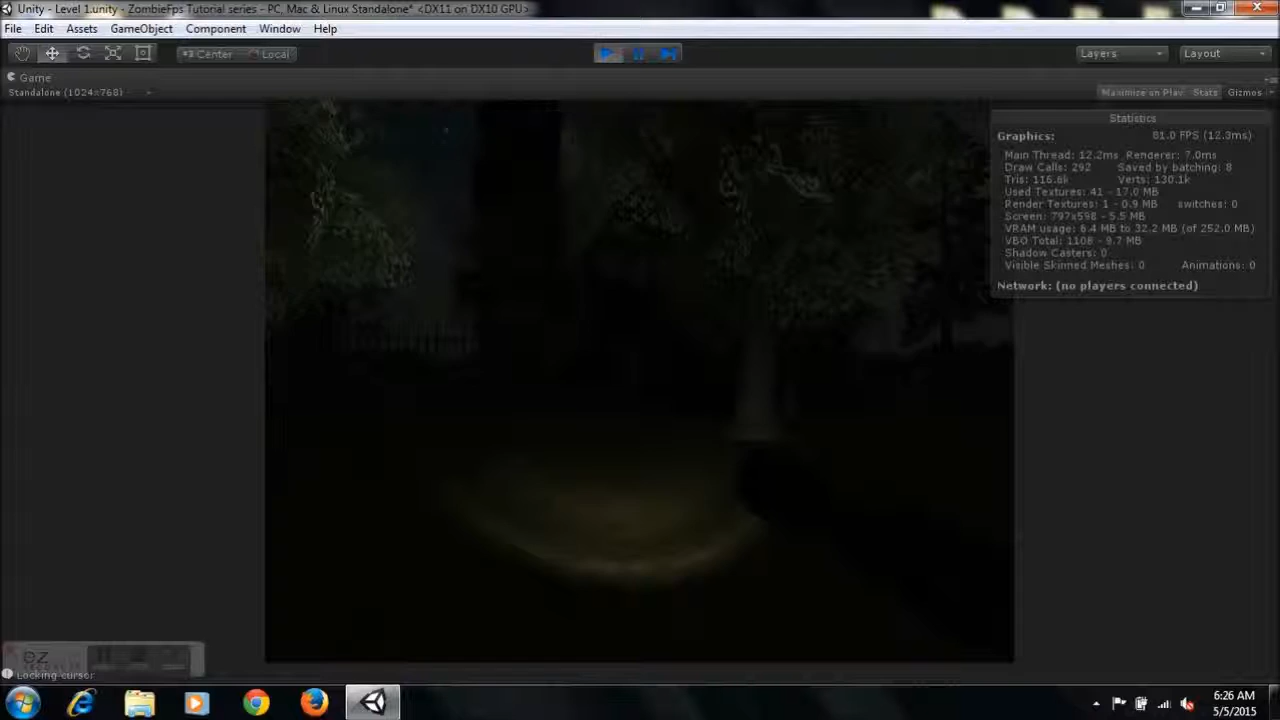 Unity - Level 1.unity - ZombieFps Tutorial series - PC, Mac & Linux Standalone* <DX11 on DX10 GPU>
File Edit Assets GameObject Component Window Help
Center Local Layers Layout
Game
Standalone (1024x768) Maximize on Play Stats Gizmos
Statistics
Graphics: 81.0 FPS (12.3ms)
Main Thread: 12.2ms Renderer: 7.0ms
Draw Calls: 292 Saved by batching: 8
Tris: 116.6k Verts: 130.1k
Used Textures: 41 - 17.0 MB
Render Textures: 1 - 0.9 MB switches: 0
Screen: 797x598 - 5.5 MB
VRAM usage: 6.4 MB to 32.2 MB (of 252.0 MB)
VBO Total: 1108 - 9.7 MB
Shadow Casters: 0
Visible Skinned Meshes: 0 Animations: 0
Network: (no players connected)
ez
Locking cursor
6:26 AM
5/5/2015